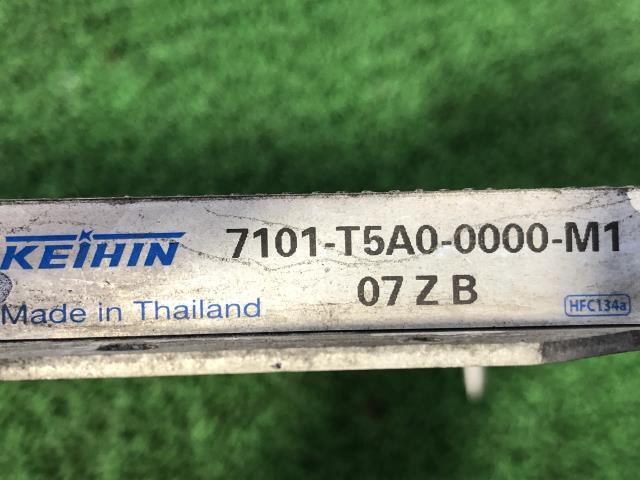 KEIHIN 7101-T5A0-0000-M1
07 Z B
Made in Thailand
HFC134a